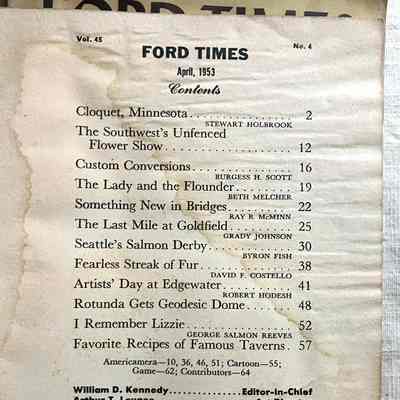 FORD TIMES
Vol. 45 No. 4
FORD TIMES
April, 1953
Contents
Cloquet, Minnesota . . . . . . . . . . . . . . 2
STEWART HOLBROOK
The Southwest's Unfenced
Flower Show . . . . . . . . . . . . . . . . . 12
Custom Conversions . . . . . . . . . . . . . 16
BURGESS H. SCOTT
The Lady and the Flounder . . . . . . . . 19
BETH MELCHER
Something New in Bridges . . . . . . . . . 22
RAY R. McMINN
The Last Mile at Goldfield . . . . . . . . . 25
GRADY JOHNSON
Seattle's Salmon Derby . . . . . . . . . . . 30
BYRON FISH
Fearless Streak of Fur . . . . . . . . . . . . 38
DAVID F. COSTELLO
Artists' Day at Edgewater . . . . . . . . . 41
ROBERT HODESH
Rotunda Gets Geodesic Dome . . . . . . . 48
I Remember Lizzie . . . . . . . . . . . . . . 52
GEORGE SALMON REEVES
Favorite Recipes of Famous Taverns . 57
Americamera—10, 36, 46, 51; Cartoon—55;
Game—62; Contributors—64
William D. Kennedy . . . . . . . . . . . Editor-in-Chief
Arthur T.